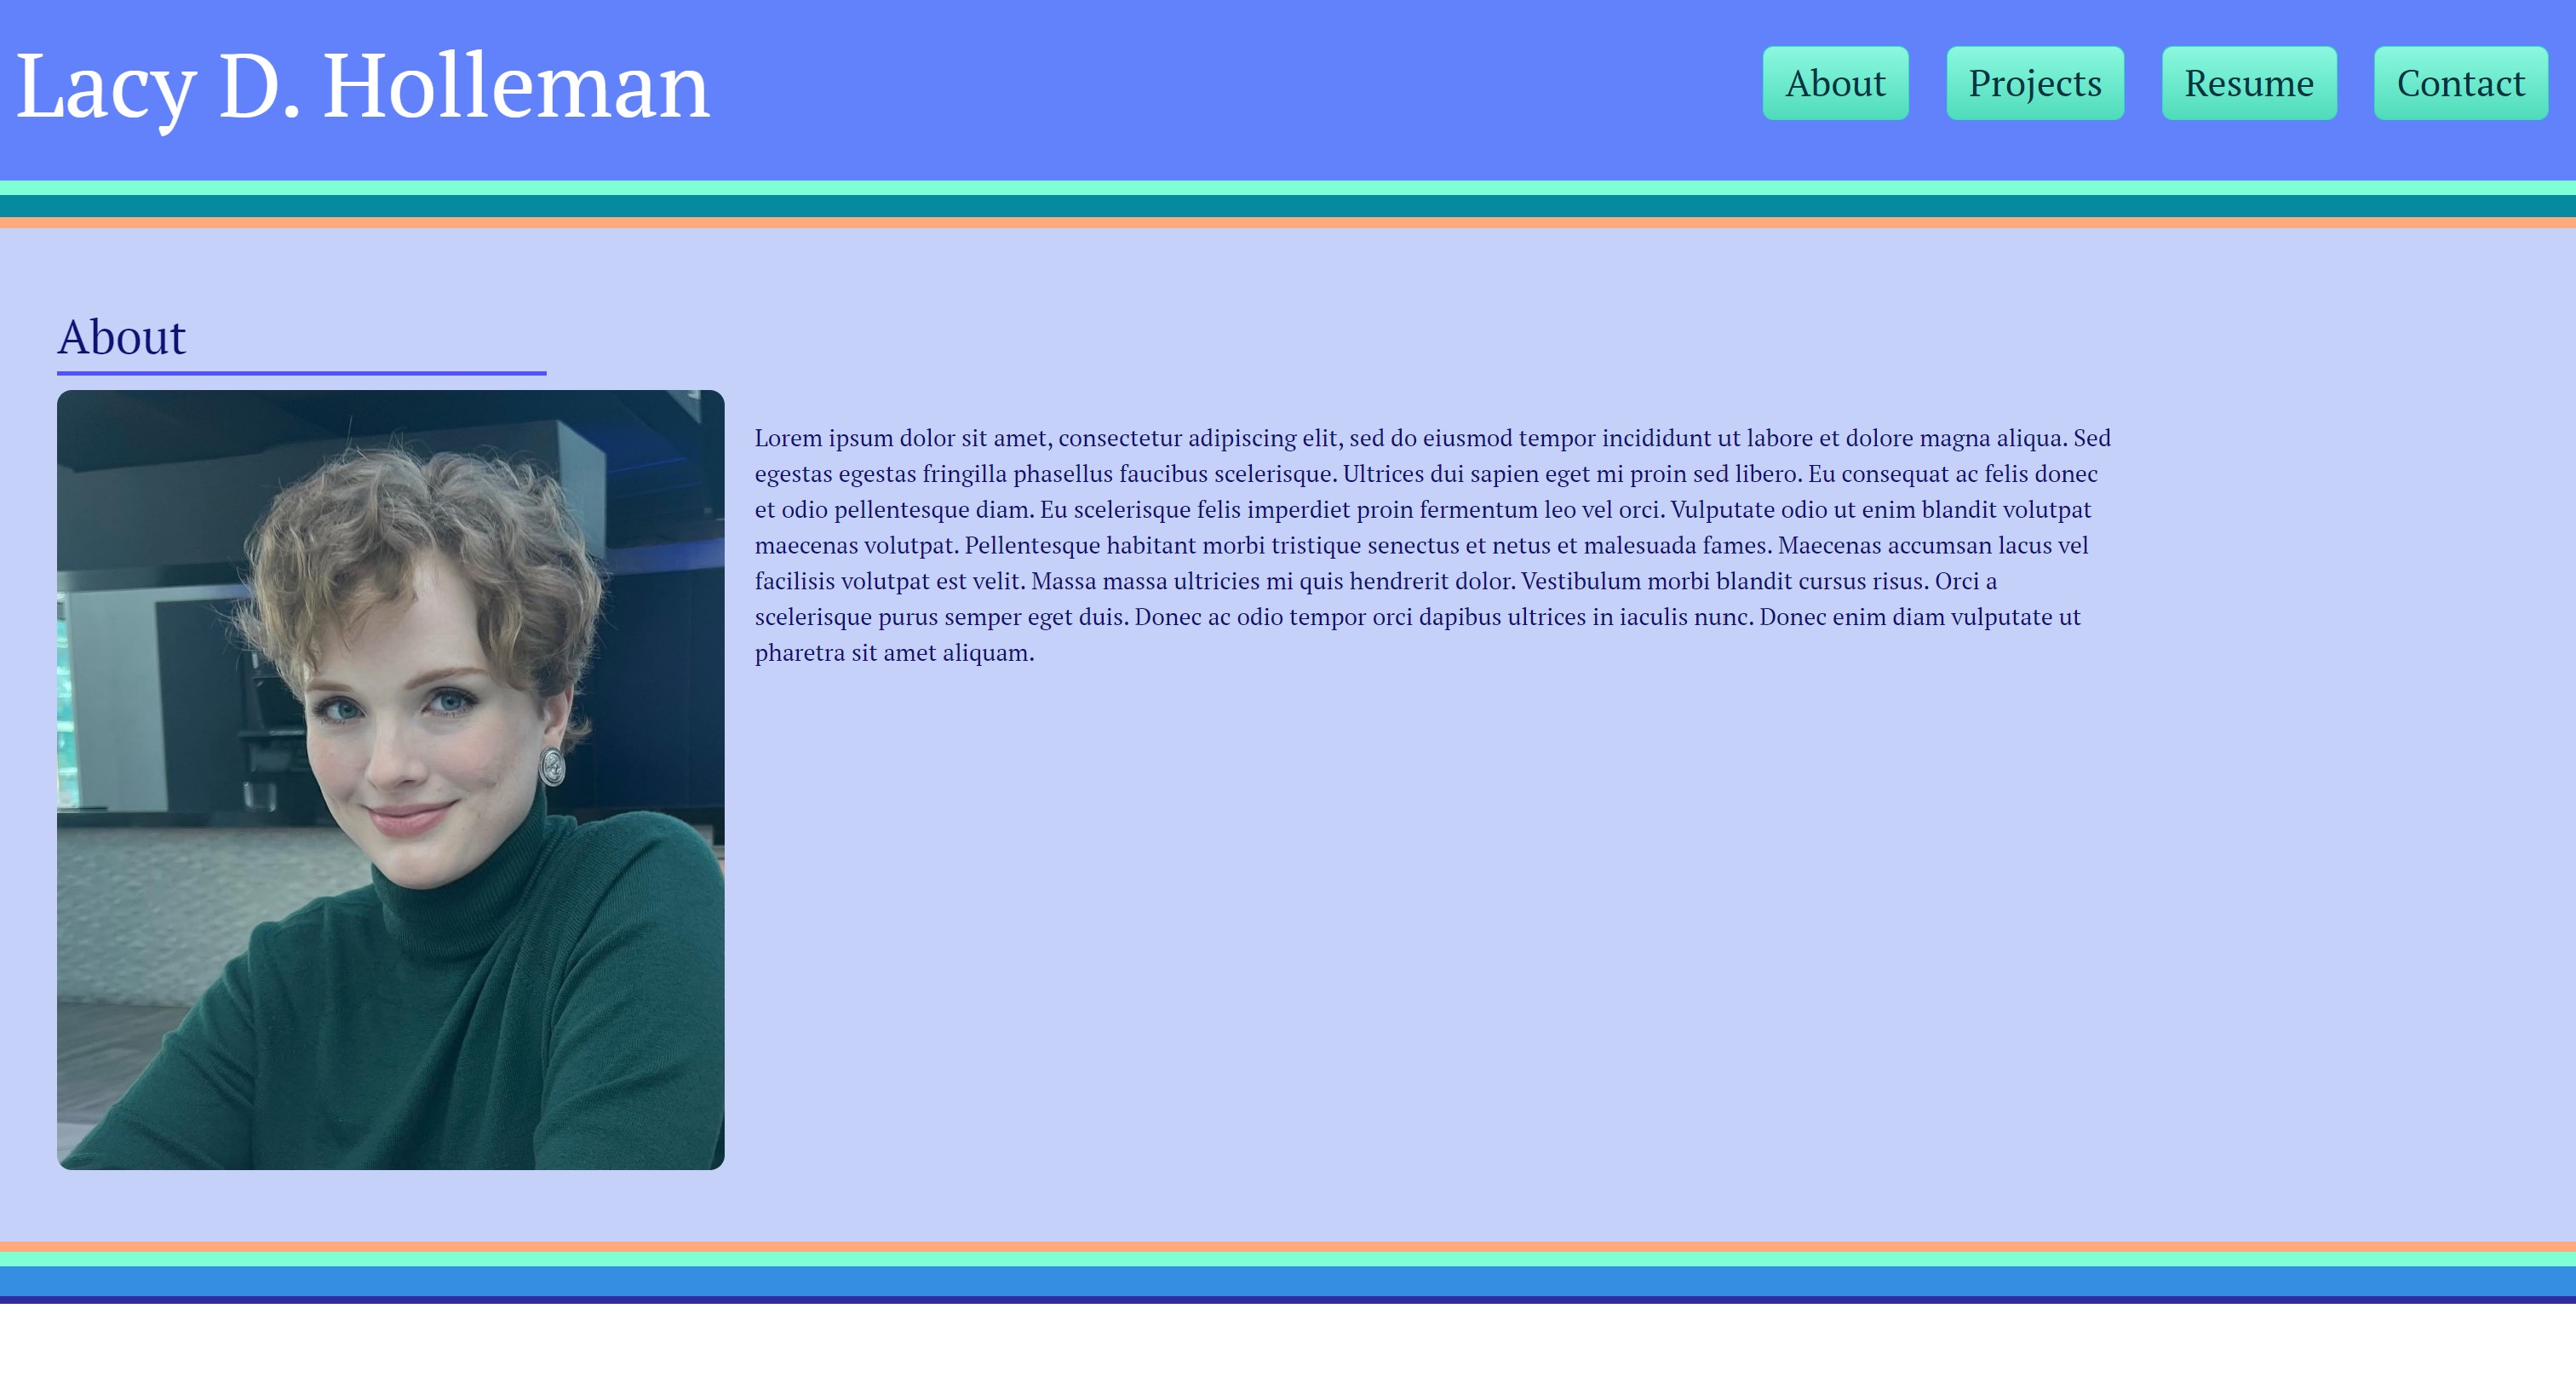 Lacy D. Holleman
About
Projects
Resume
Contact
About
Lorem ipsum dolor sit amet, consectetur adipiscing elit, sed do eiusmod tempor incididunt ut labore et dolore magna aliqua. Sed
egestas egestas fringilla phasellus faucibus scelerisque. Ultrices dui sapien eget mi proin sed libero. Eu consequat ac felis donec
et odio pellentesque diam. Eu scelerisque felis imperdiet proin fermentum leo vel orci. Vulputate odio ut enim blandit volutpat
maecenas volutpat. Pellentesque habitant morbi tristique senectus et netus et malesuada fames. Maecenas accumsan lacus vel
facilisis volutpat est velit. Massa massa ultricies mi quis hendrerit dolor. Vestibulum morbi blandit cursus risus. Orci a
scelerisque purus semper eget duis. Donec ac odio tempor orci dapibus ultrices in iaculis nunc. Donec enim diam vulputate ut
pharetra sit amet aliquam.